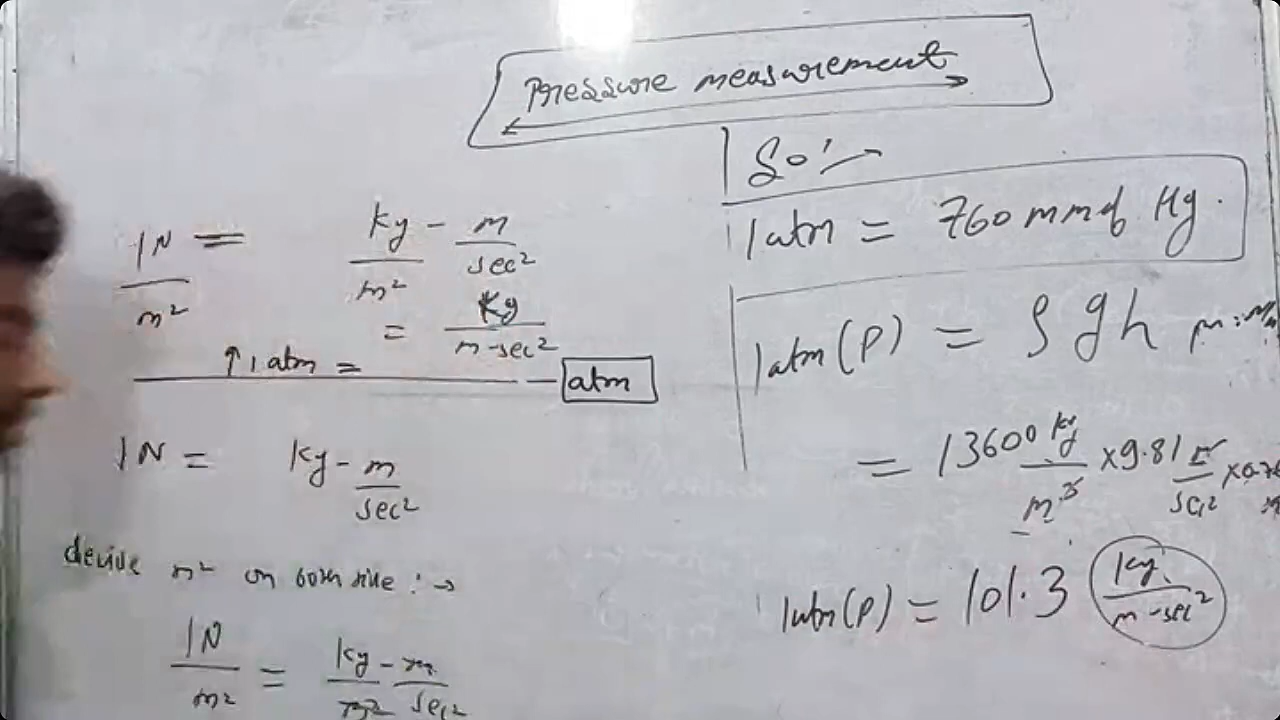 Pressure measurement
1N/m² = kg/m² - m/sec²
= kg/m-sec²
↑ 1 atm =
atm
1N = kg - m/sec²
devide m² on both side :→
1N/m² = kg/m² - m/sec²
Soⁿ
1atm = 760 mm of Hg.
1atm (P) = ρ g h
= 13600 kg/m³ × 9.81 m/sec² ×
1atm (P) = 101.3 kg/m-sec²